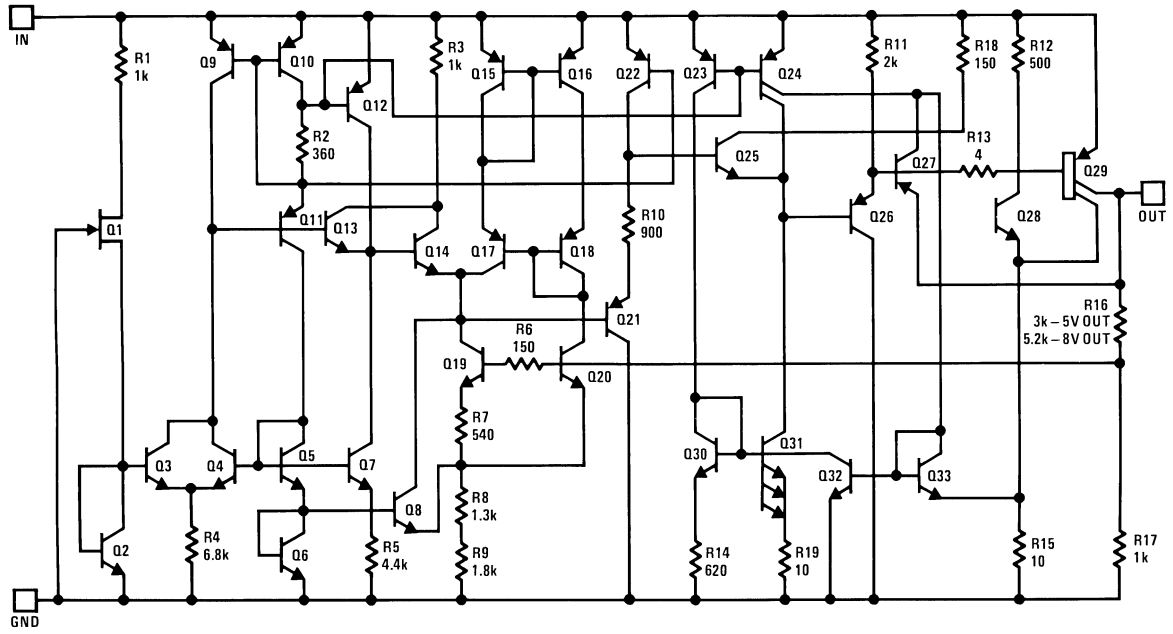 IN
R1
1k
Q9
Q10
Q12
R3
1k
Q15
Q16
Q22
Q23
Q24
R11
2k
R18
150
R12
500
R2
360
Q25
R13
4
Q27
Q29
OUT
Q1
Q11
Q13
Q14
Q17
Q18
R10
900
Q26
Q28
Q21
R16
3k – 5V OUT
5.2k – 8V OUT
R6
150
Q19
Q20
R7
540
Q3
Q4
Q5
Q7
Q8
Q30
Q31
Q32
Q33
R8
1.3k
Q2
R4
6.8k
Q6
R5
4.4k
R9
1.8k
R14
620
R19
10
R15
10
R17
1k
GND